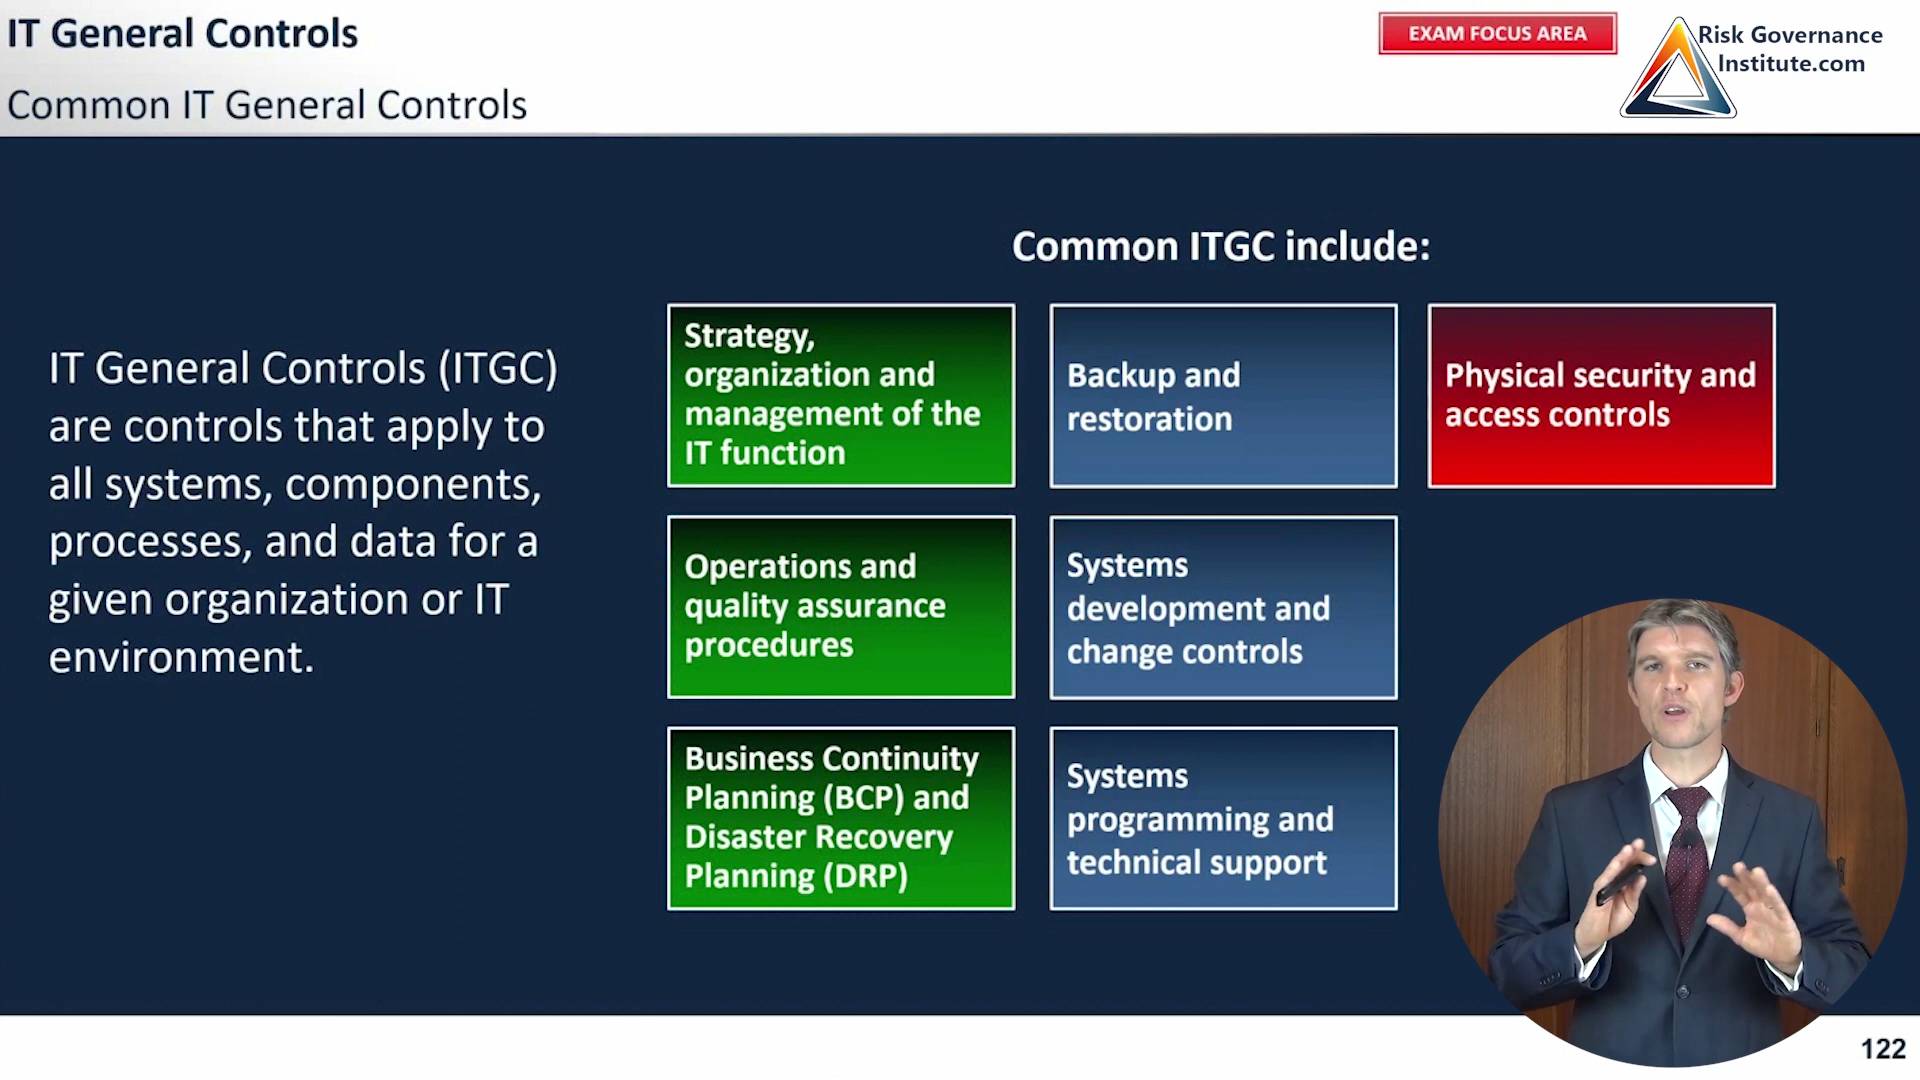 IT General Controls
Common IT General Controls
EXAM FOCUS AREA
Risk Governance
Institute.com
IT General Controls (ITGC)
are controls that apply to
all systems, components,
processes, and data for a
given organization or IT
environment.
Common ITGC include:
Strategy,
organization and
management of the
IT function
Backup and
restoration
Physical security and
access controls
Operations and
quality assurance
procedures
Systems
development and
change controls
Business Continuity
Planning (BCP) and
Disaster Recovery
Planning (DRP)
Systems
programming and
technical support
122